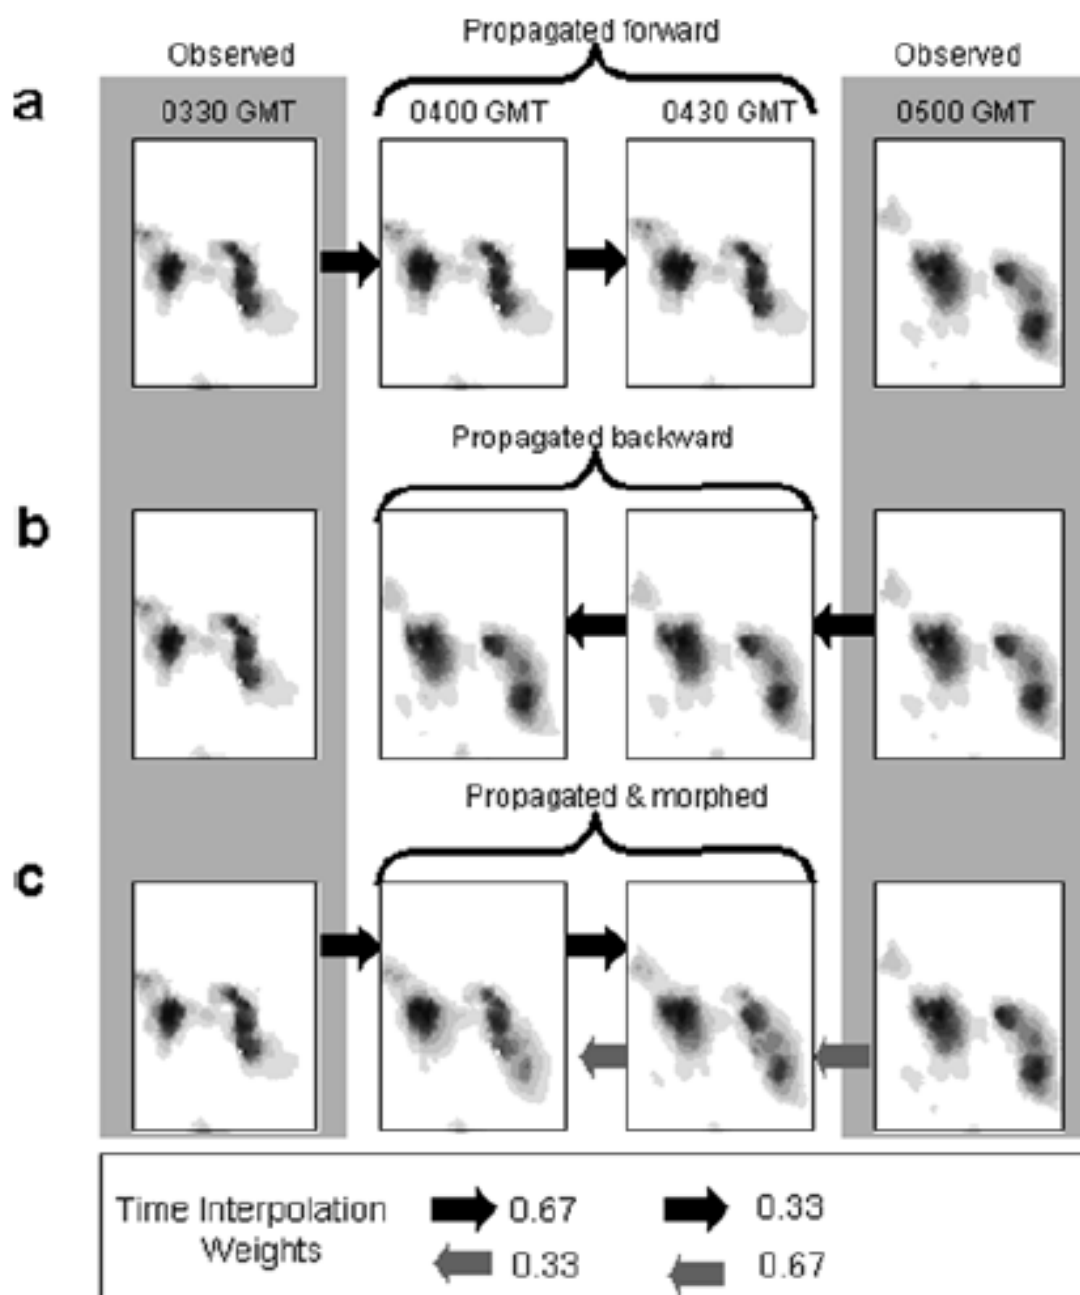 Propagated forward
Observed
Observed
a
0330 GMT
0400 GMT
0430 GMT
0500 GMT
Propagated backward
b
Propagated & morphed
c
Time Interpolation
Weights
0.67
0.33
0.33
0.67